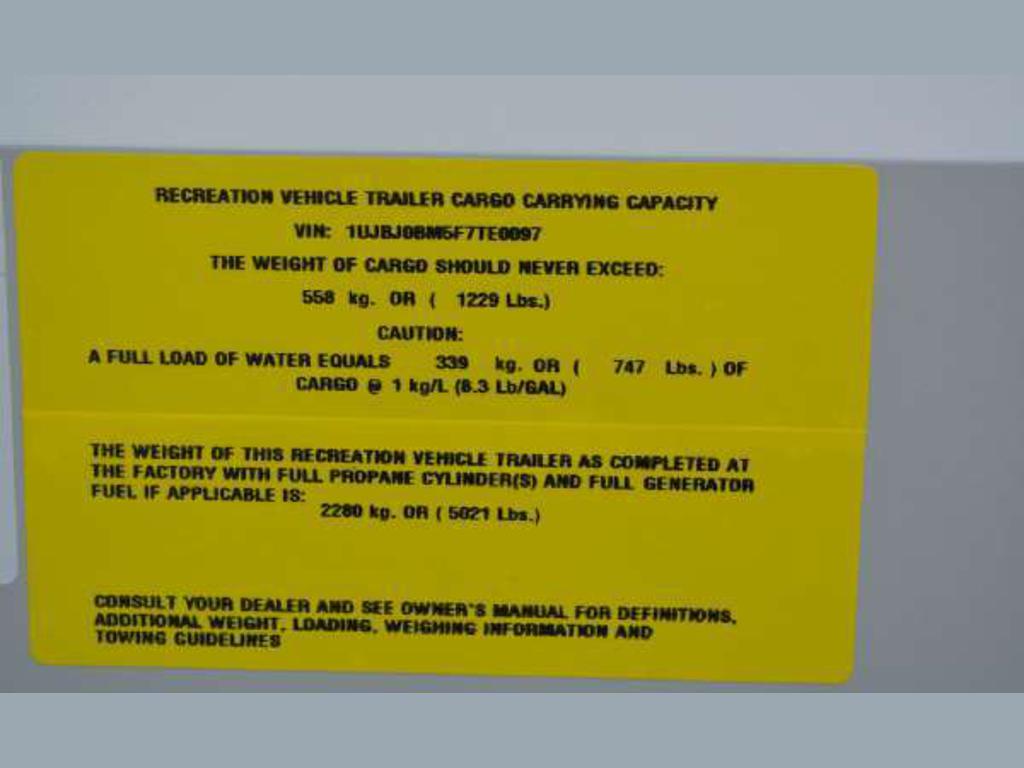 RECREATION VEHICLE TRAILER CARGO CARRYING CAPACITY
VIN: 1UJBJ0BM5F7TE0097
THE WEIGHT OF CARGO SHOULD NEVER EXCEED:
558 kg. OR ( 1229 Lbs.)
CAUTION:
A FULL LOAD OF WATER EQUALS 339 kg. OR ( 747 Lbs. ) OF
CARGO @ 1 kg/L (8.3 Lb/GAL)
THE WEIGHT OF THIS RECREATION VEHICLE TRAILER AS COMPLETED AT
THE FACTORY WITH FULL PROPANE CYLINDER(S) AND FULL GENERATOR
FUEL IF APPLICABLE IS:
2280 kg. OR ( 5021 Lbs.)
CONSULT YOUR DEALER AND SEE OWNER'S MANUAL FOR DEFINITIONS,
ADDITIONAL WEIGHT, LOADING, WEIGHING INFORMATION AND
TOWING GUIDELINES